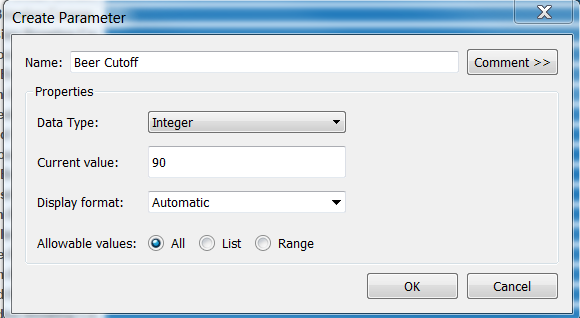 Create Parameter
Name: Beer Cutoff Comment >>
Properties
Data Type: Integer
Current value: 90
Display format: Automatic
Allowable values: All List Range
OK Cancel